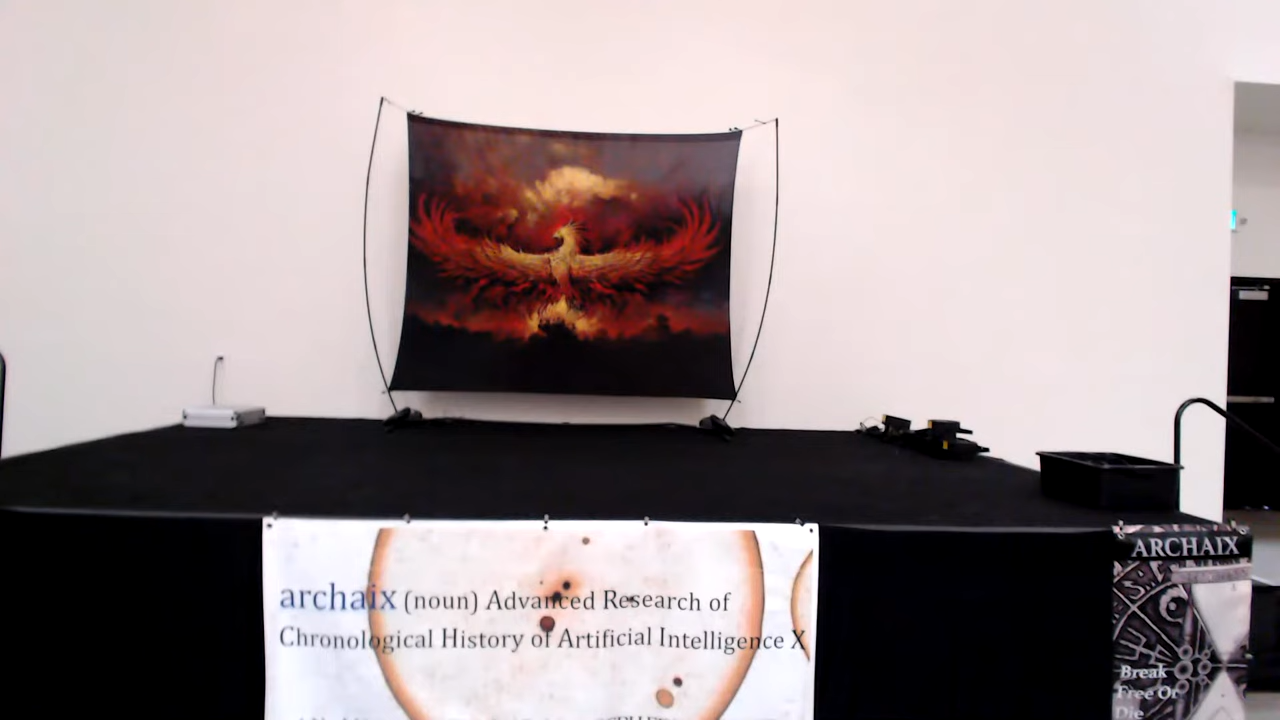 archaix (noun) Advanced Research of
Chronological History of Artificial Intelligence X
ARCHAIX
Break
Free Or
Die